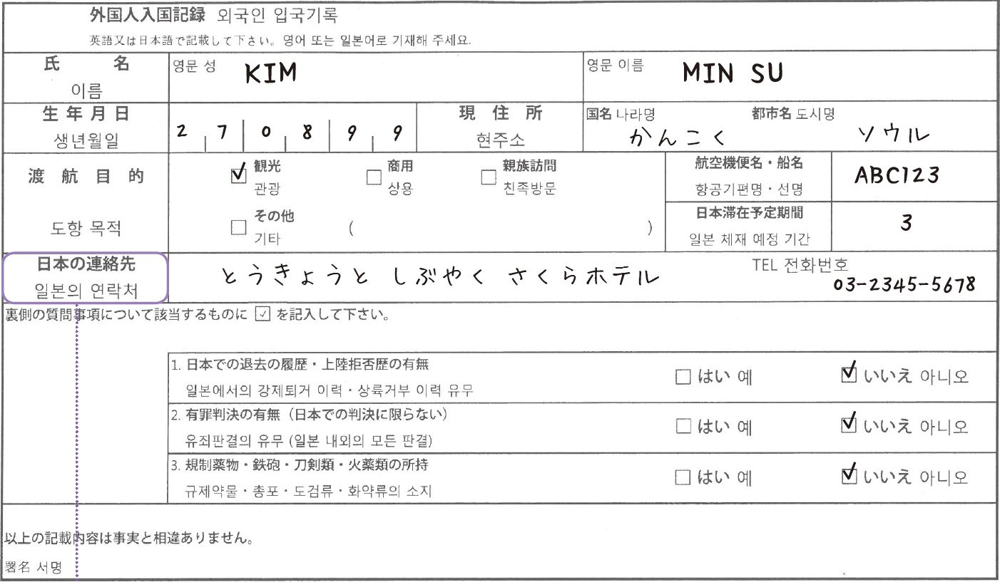 外国人入国記録 외국인 입국기록
英語又は日本語で記載して下さい。영어 또는 일본어로 기재해 주세요.
氏 名
이름
영문 성 KIM
영문 이름 MIN SU
生年月日
생년월일
2 7 0 8 9 9
現住所
현주소
国名 나라명
かんこく
都市名 도시명
ソウル
渡航目的
도항 목적
✓ 観光
관광
□ 商用
상용
□ 親族訪問
친족방문
□ その他
기타
( )
航空機便名・船名
항공기편명・선명
ABC123
日本滞在予定期間
일본 체재 예정 기간
3
日本の連絡先
일본의 연락처
とうきょうと しぶやく さくらホテル
TEL 전화번호
03-2345-5678
裏側の質問事項について該当するものに ☑ を記入して下さい。
1. 日本での退去の履歴・上陸拒否歴の有無
일본에서의 강제퇴거 이력・상륙거부 이력 유무
□ はい 예 ✓ いいえ 아니오
2. 有罪判決の有無（日本での判決に限らない）
유죄판결의 유무 (일본 내외의 모든 판결)
□ はい 예 ✓ いいえ 아니오
3. 規制薬物・鉄砲・刀剣類・火薬類の所持
규제약물・총포・도검류・화약류의 소지
□ はい 예 ✓ いいえ 아니오
以上の記載内容は事実と相違ありません。
署名 서명